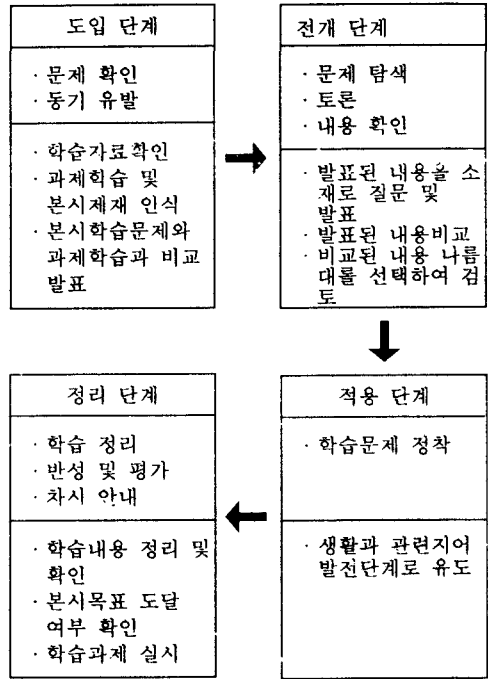 도입 단계
· 문제 확인
· 동기 유발
· 학습자료확인
· 과제학습 및
본시제재 인식
· 본시학습문제와
과제학습과 비교
발표
전개 단계
· 문제 탐색
· 토론
· 내용 확인
· 발표된 내용을 소
재로 질문 및
발표
· 발표된 내용비교
· 비교된 내용 나름
대롤 선택하여 검
토
적용 단계
· 학습문제 정착
· 생활과 관련지어
발전단계로 유도
정리 단계
· 학습 정리
· 반성 및 평가
· 차시 안내
· 학습내용 정리 및
확인
· 본시목표 도달
여부 확인
· 학습과제 실시